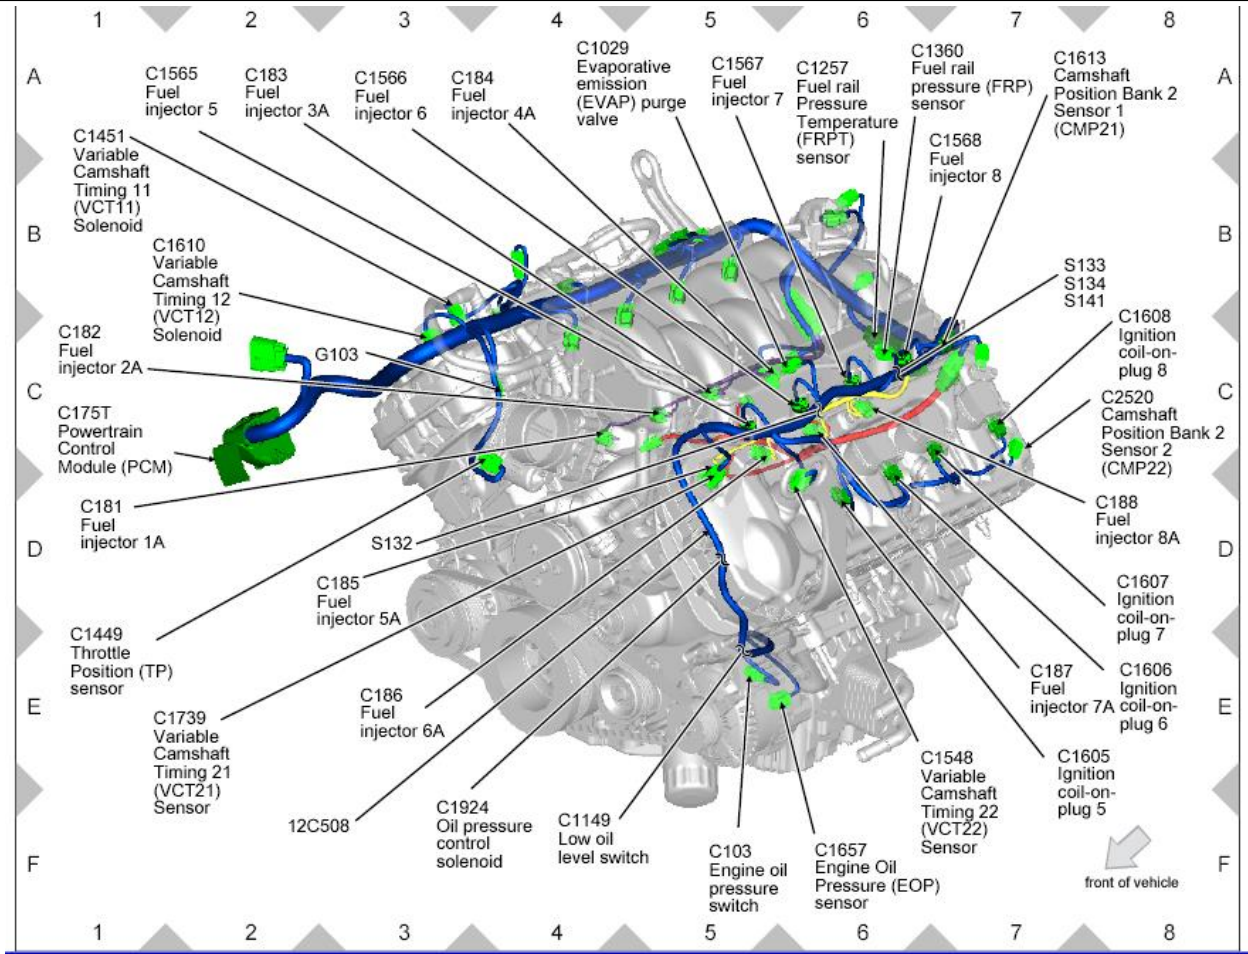 1 2 3 4 5 6 7 8
A
A
C1565
Fuel
injector 5
C183
Fuel
injector 3A
C1566
Fuel
injector 6
C184
Fuel
injector 4A
C1029
Evaporative
emission
(EVAP) purge
valve
C1567
Fuel
injector 7
C1257
Fuel rail
Pressure
Temperature
(FRPT)
sensor
C1360
Fuel rail
pressure (FRP)
sensor
C1613
Camshaft
Position Bank 2
Sensor 1
(CMP21)
C1568
Fuel
injector 8
C1451
Variable
Camshaft
Timing 11
(VCT11)
Solenoid
B
B
C1610
Variable
Camshaft
Timing 12
(VCT12)
Solenoid
S133
S134
S141
C182
Fuel
injector 2A
G103
C1608
Ignition
coil-on-
plug 8
C
C
C175T
Powertrain
Control
Module (PCM)
C2520
Camshaft
Position Bank 2
Sensor 2
(CMP22)
C181
Fuel
injector 1A
C188
Fuel
injector 8A
D
D
S132
C185
Fuel
injector 5A
C1607
Ignition
coil-on-
plug 7
C1449
Throttle
Position (TP)
sensor
C187
Fuel
injector 7A
C1606
Ignition
coil-on-
plug 6
E
E
C186
Fuel
injector 6A
C1739
Variable
Camshaft
Timing 21
(VCT21)
Sensor
C1548
Variable
Camshaft
Timing 22
(VCT22)
Sensor
C1605
Ignition
coil-on-
plug 5
12C508
C1924
Oil pressure
control
solenoid
C1149
Low oil
level switch
C103
Engine oil
pressure
switch
C1657
Engine Oil
Pressure (EOP)
sensor
F
F
front of vehicle
1 2 3 4 5 6 7 8